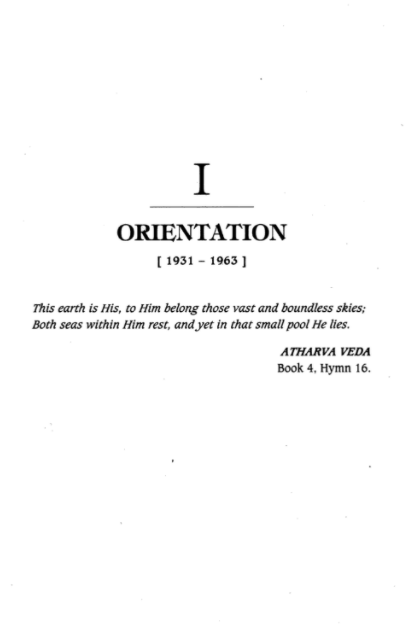 I
ORIENTATION
[ 1931 – 1963 ]
This earth is His, to Him belong those vast and boundless skies;
Both seas within Him rest, and yet in that small pool He lies.
ATHARVA VEDA
Book 4, Hymn 16.